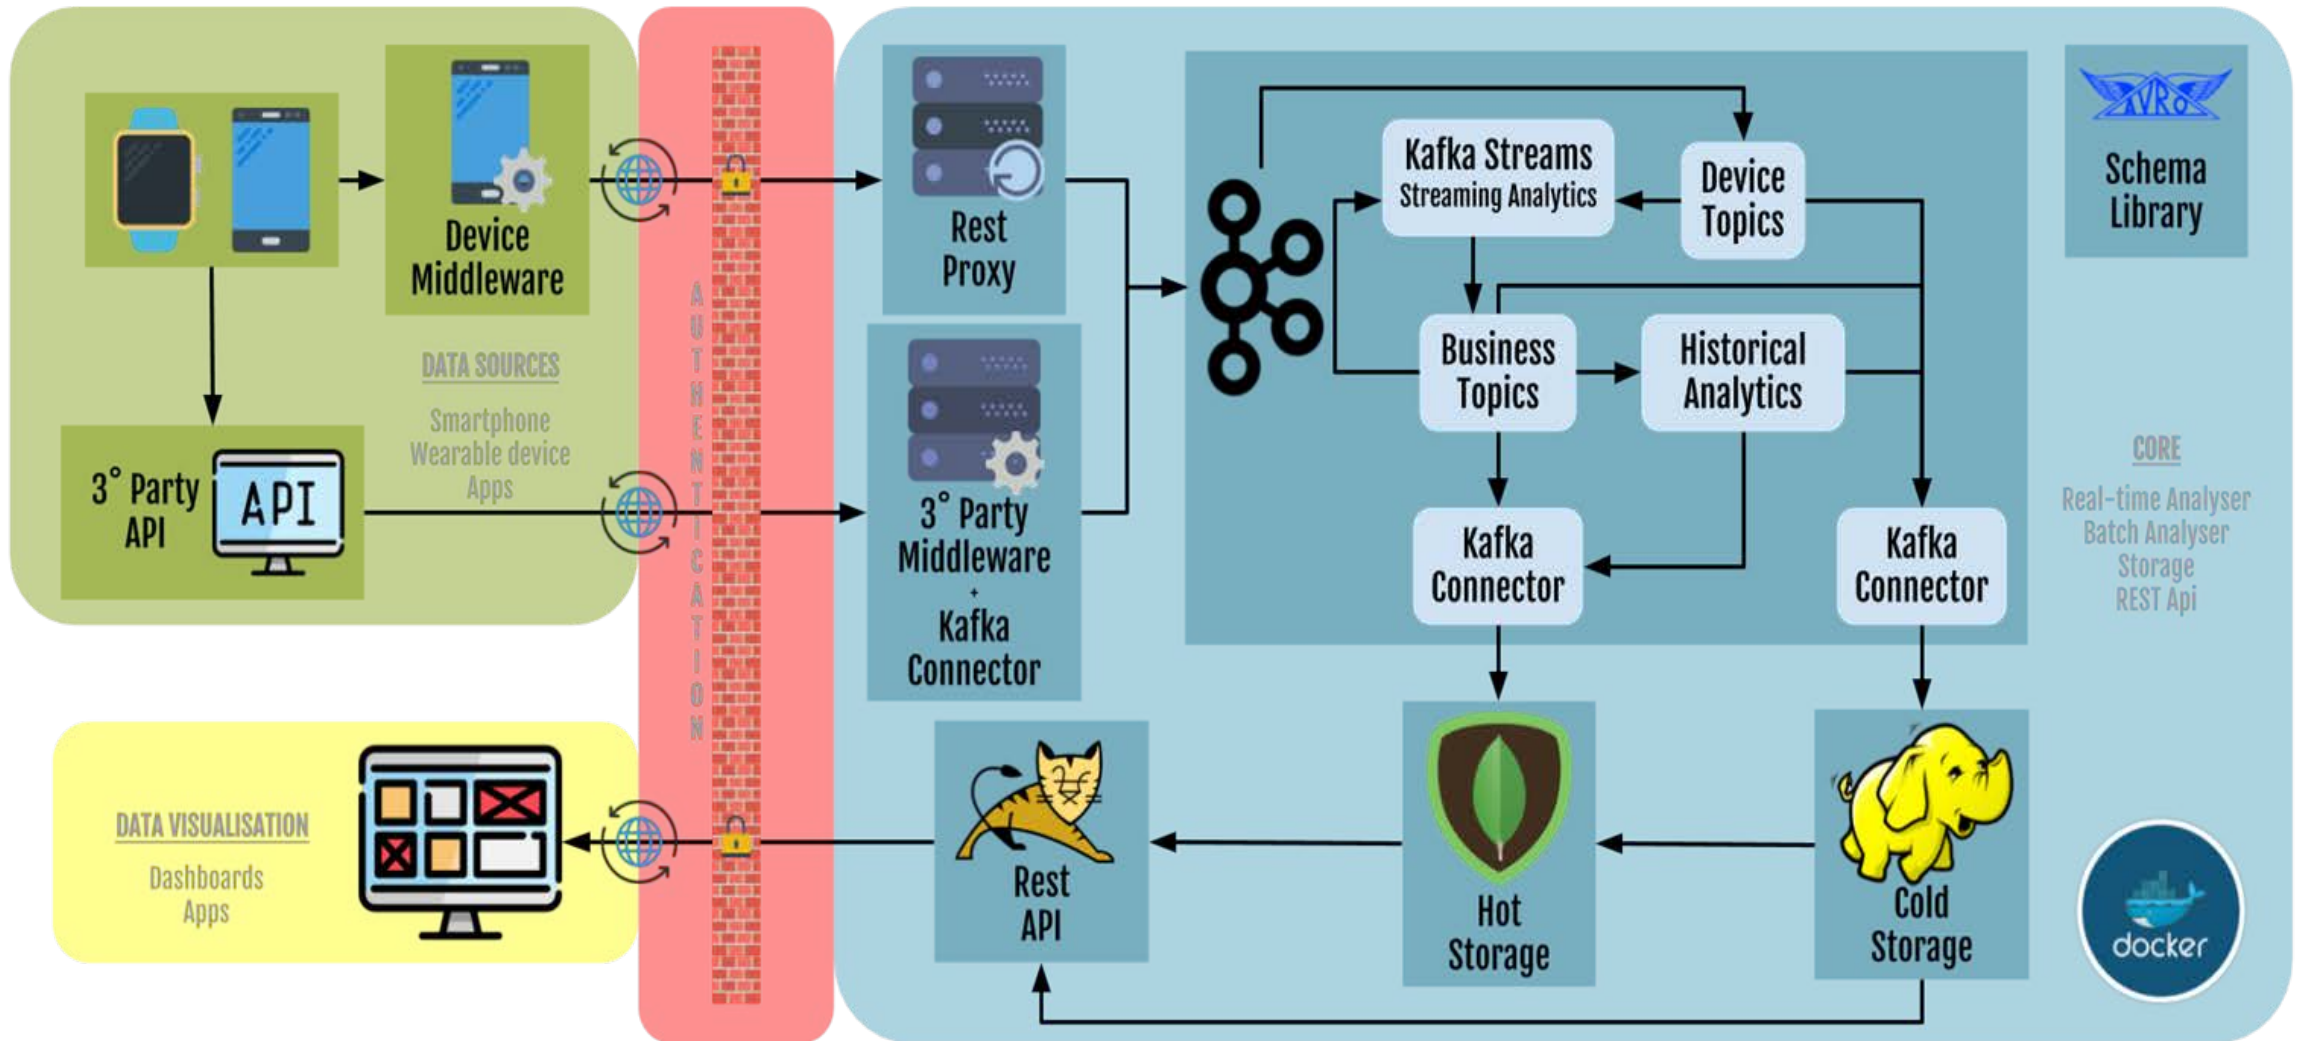 Device
Middleware
DATA SOURCES
Smartphone
Wearable device
Apps
3° Party
API
API
AUTHENTICATION
Rest
Proxy
3° Party
Middleware
+
Kafka
Connector
Kafka Streams
Streaming Analytics
Device
Topics
Business
Topics
Historical
Analytics
Kafka
Connector
Kafka
Connector
AVRO
Schema
Library
CORE
Real-time Analyser
Batch Analyser
Storage
REST Api
DATA VISUALISATION
Dashboards
Apps
Rest
API
Hot
Storage
Cold
Storage
docker